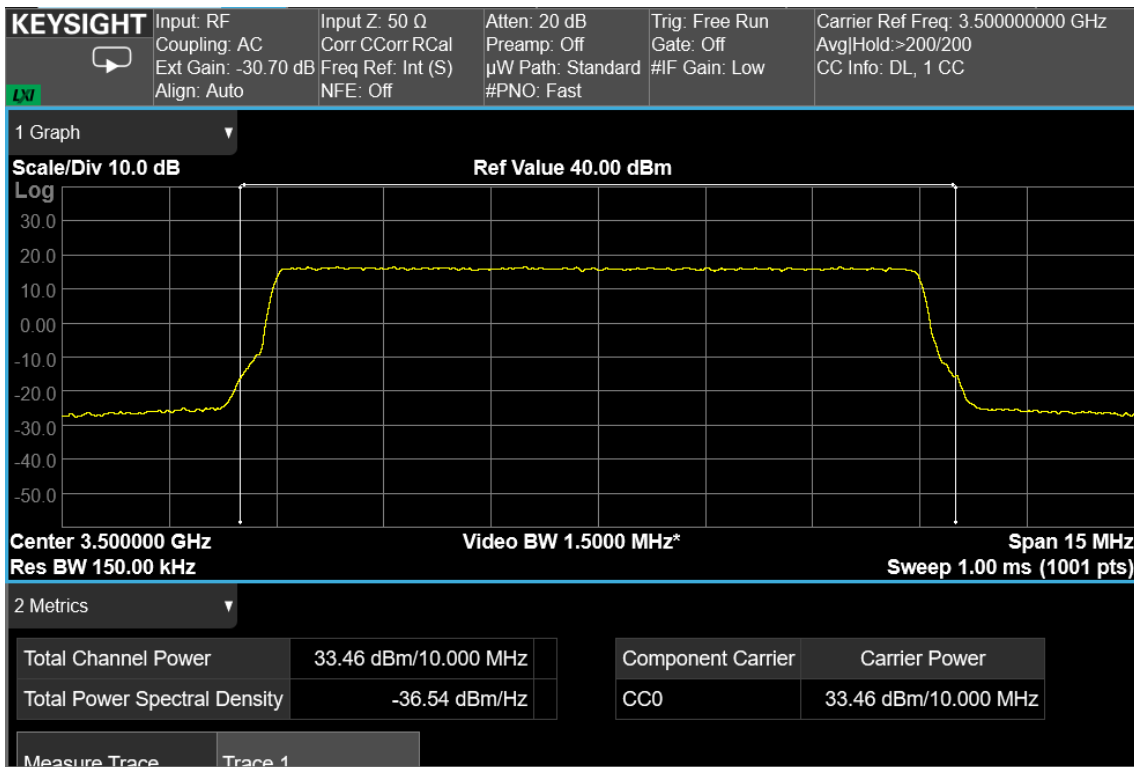 KEYSIGHT
LXI
Input: RF
Coupling: AC
Ext Gain: -30.70 dB
Align: Auto
Input Z: 50 Ω
Corr CCorr RCal
Freq Ref: Int (S)
NFE: Off
Atten: 20 dB
Preamp: Off
µW Path: Standard
#PNO: Fast
Trig: Free Run
Gate: Off
#IF Gain: Low
Carrier Ref Freq: 3.500000000 GHz
Avg|Hold:>200/200
CC Info: DL, 1 CC
1 Graph
Scale/Div 10.0 dB
Ref Value 40.00 dBm
Log
30.0
20.0
10.0
0.00
-10.0
-20.0
-30.0
-40.0
-50.0
Center 3.500000 GHz
Video BW 1.5000 MHz*
Span 15 MHz
Res BW 150.00 kHz
Sweep 1.00 ms (1001 pts)
2 Metrics
Total Channel Power 33.46 dBm/10.000 MHz
Total Power Spectral Density -36.54 dBm/Hz
Component Carrier Carrier Power
CC0 33.46 dBm/10.000 MHz
Measure Trace Trace 1